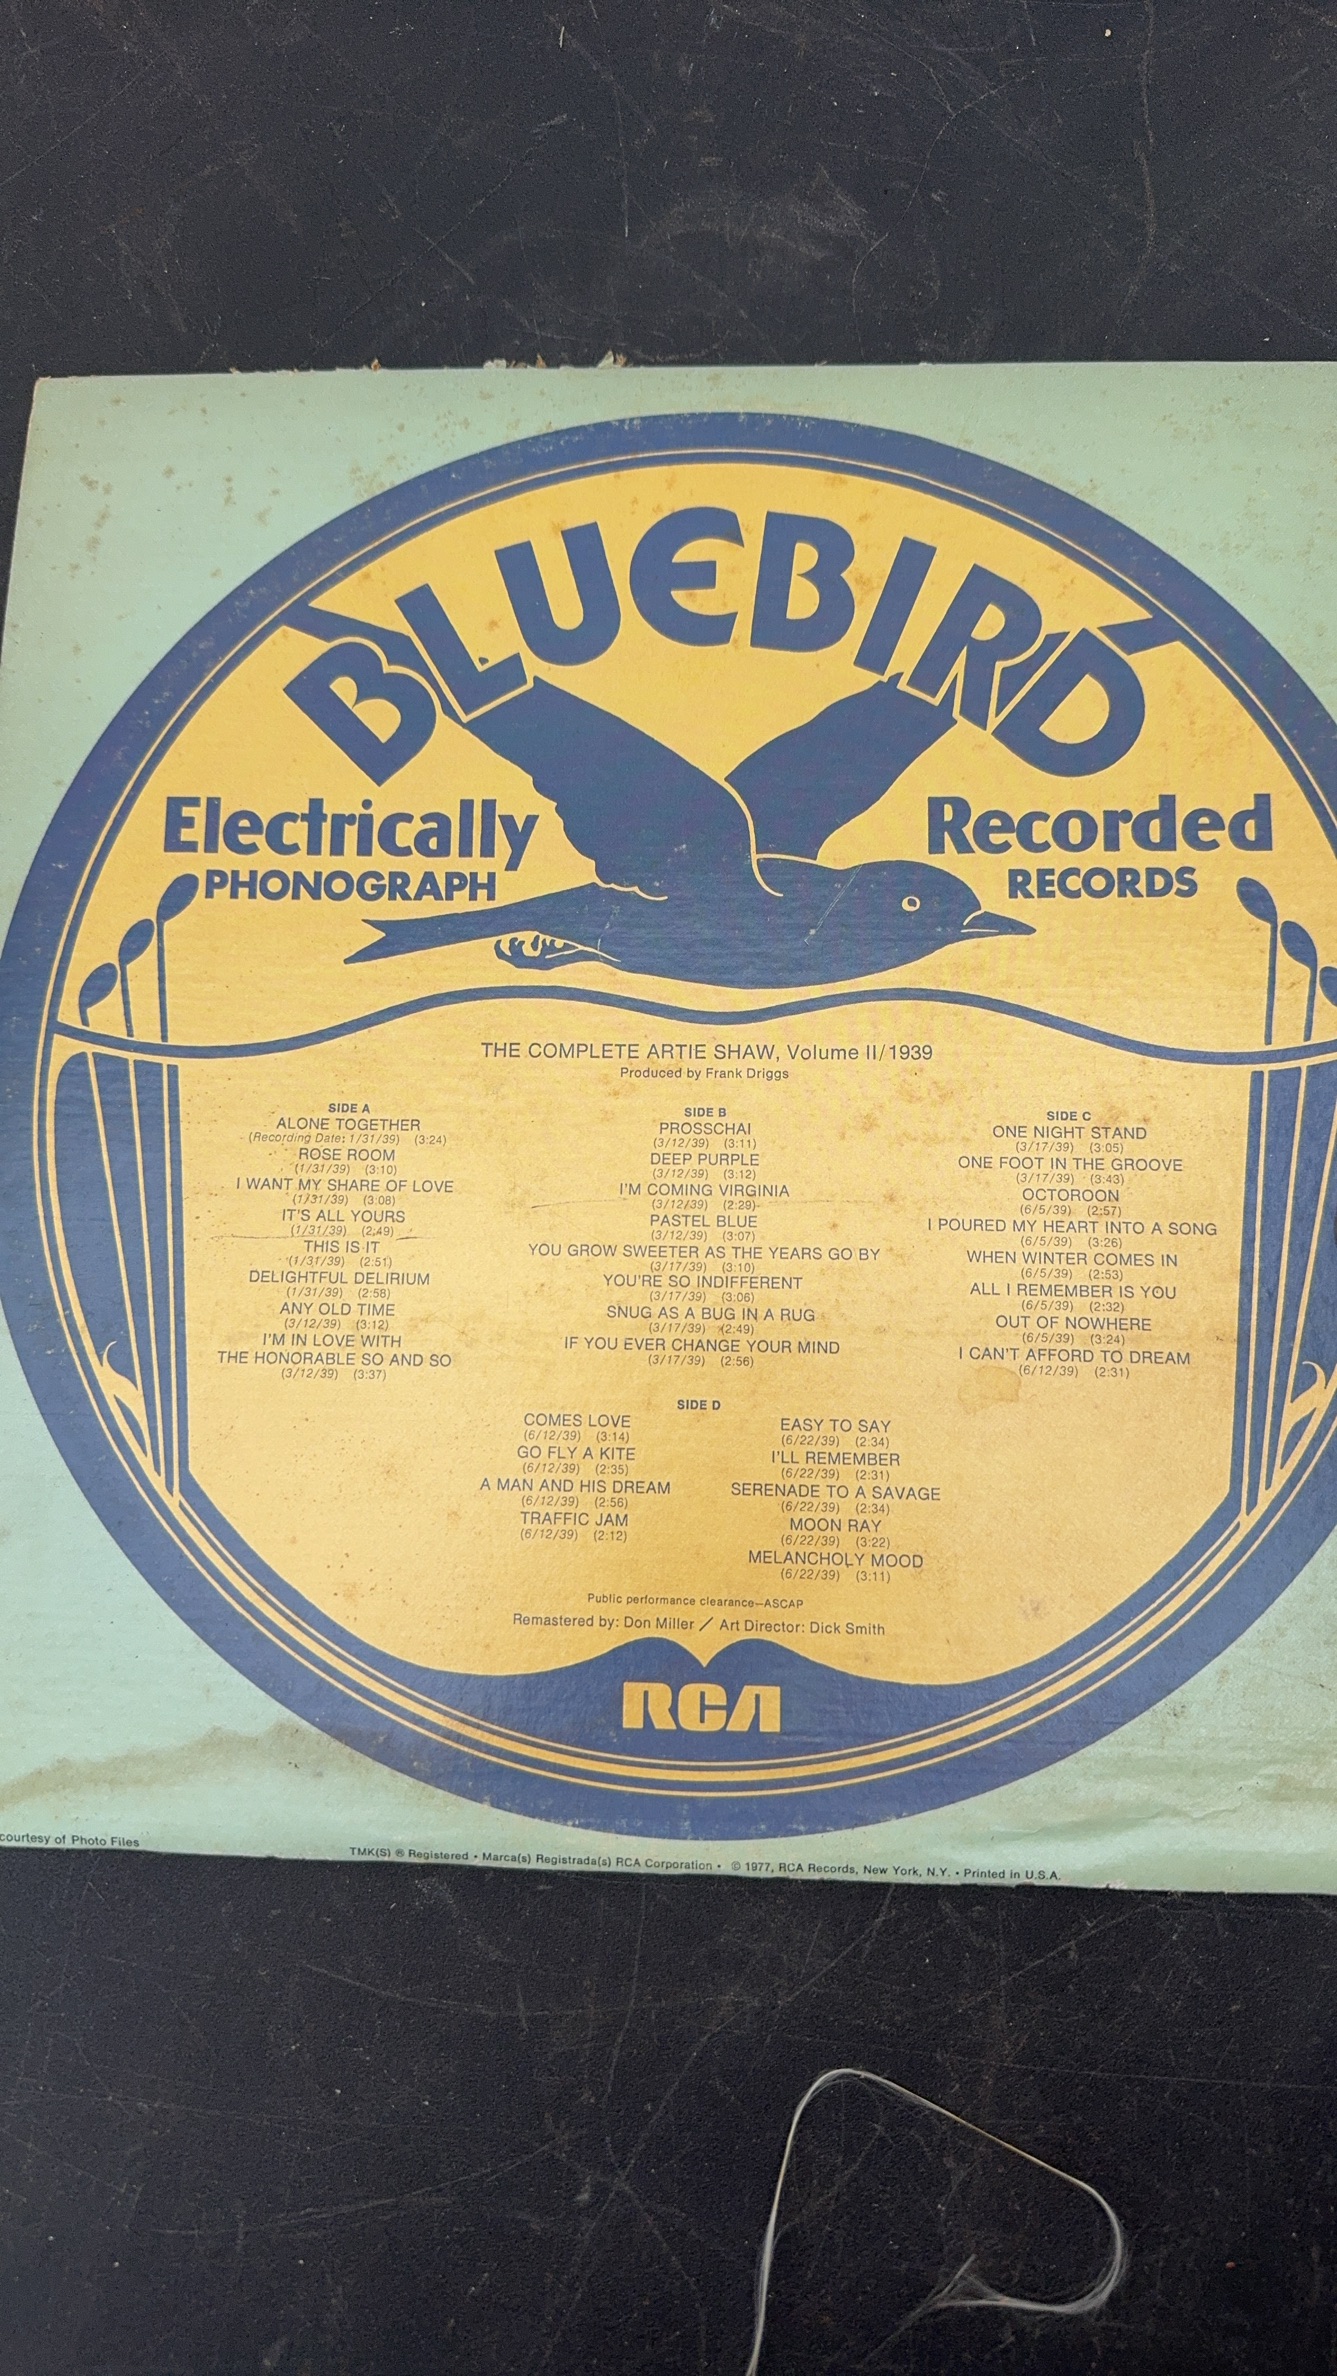 BLUEBIRD
Electrically Recorded
PHONOGRAPH RECORDS
THE COMPLETE ARTIE SHAW, Volume II/1939
Produced by Frank Driggs
SIDE A
ALONE TOGETHER
(Recording Date: 1/31/39) (3:24)
ROSE ROOM
(1/31/39) (3:10)
I WANT MY SHARE OF LOVE
(1/31/39) (3:08)
IT'S ALL YOURS
(1/31/39) (2:49)
THIS IS IT
(1/31/39) (2:51)
DELIGHTFUL DELIRIUM
(1/31/39) (2:58)
ANY OLD TIME
(3/12/39) (3:12)
I'M IN LOVE WITH
THE HONORABLE SO AND SO
(3/12/39) (3:37)
SIDE B
PROSSCHAI
(3/12/39) (3:11)
DEEP PURPLE
(3/12/39) (3:12)
I'M COMING VIRGINIA
(3/12/39) (2:29)
PASTEL BLUE
(3/12/39) (3:07)
YOU GROW SWEETER AS THE YEARS GO BY
(3/17/39) (3:10)
YOU'RE SO INDIFFERENT
(3/17/39) (3:06)
SNUG AS A BUG IN A RUG
(3/17/39) (2:49)
IF YOU EVER CHANGE YOUR MIND
(3/17/39) (2:56)
SIDE C
ONE NIGHT STAND
(3/17/39) (3:05)
ONE FOOT IN THE GROOVE
(3/17/39) (3:43)
OCTOROON
(6/5/39) (2:57)
I POURED MY HEART INTO A SONG
(6/5/39) (3:26)
WHEN WINTER COMES IN
(6/5/39) (2:53)
ALL I REMEMBER IS YOU
(6/5/39) (2:32)
OUT OF NOWHERE
(6/5/39) (3:24)
I CAN'T AFFORD TO DREAM
(6/12/39) (2:31)
SIDE D
COMES LOVE
(6/12/39) (3:14)
GO FLY A KITE
(6/12/39) (2:35)
A MAN AND HIS DREAM
(6/12/39) (2:56)
TRAFFIC JAM
(6/12/39) (2:12)
EASY TO SAY
(6/22/39) (2:34)
I'LL REMEMBER
(6/22/39) (2:31)
SERENADE TO A SAVAGE
(6/22/39) (2:34)
MOON RAY
(6/22/39) (3:22)
MELANCHOLY MOOD
(6/22/39) (3:11)
Public performance clearance—ASCAP
Remastered by: Don Miller / Art Director: Dick Smith
RCA
courtesy of Photo Files
TMK(S) ® Registered • Marca(s) Registrada(s) RCA Corporation • © 1977, RCA Records, New York, N.Y. • Printed in U.S.A.